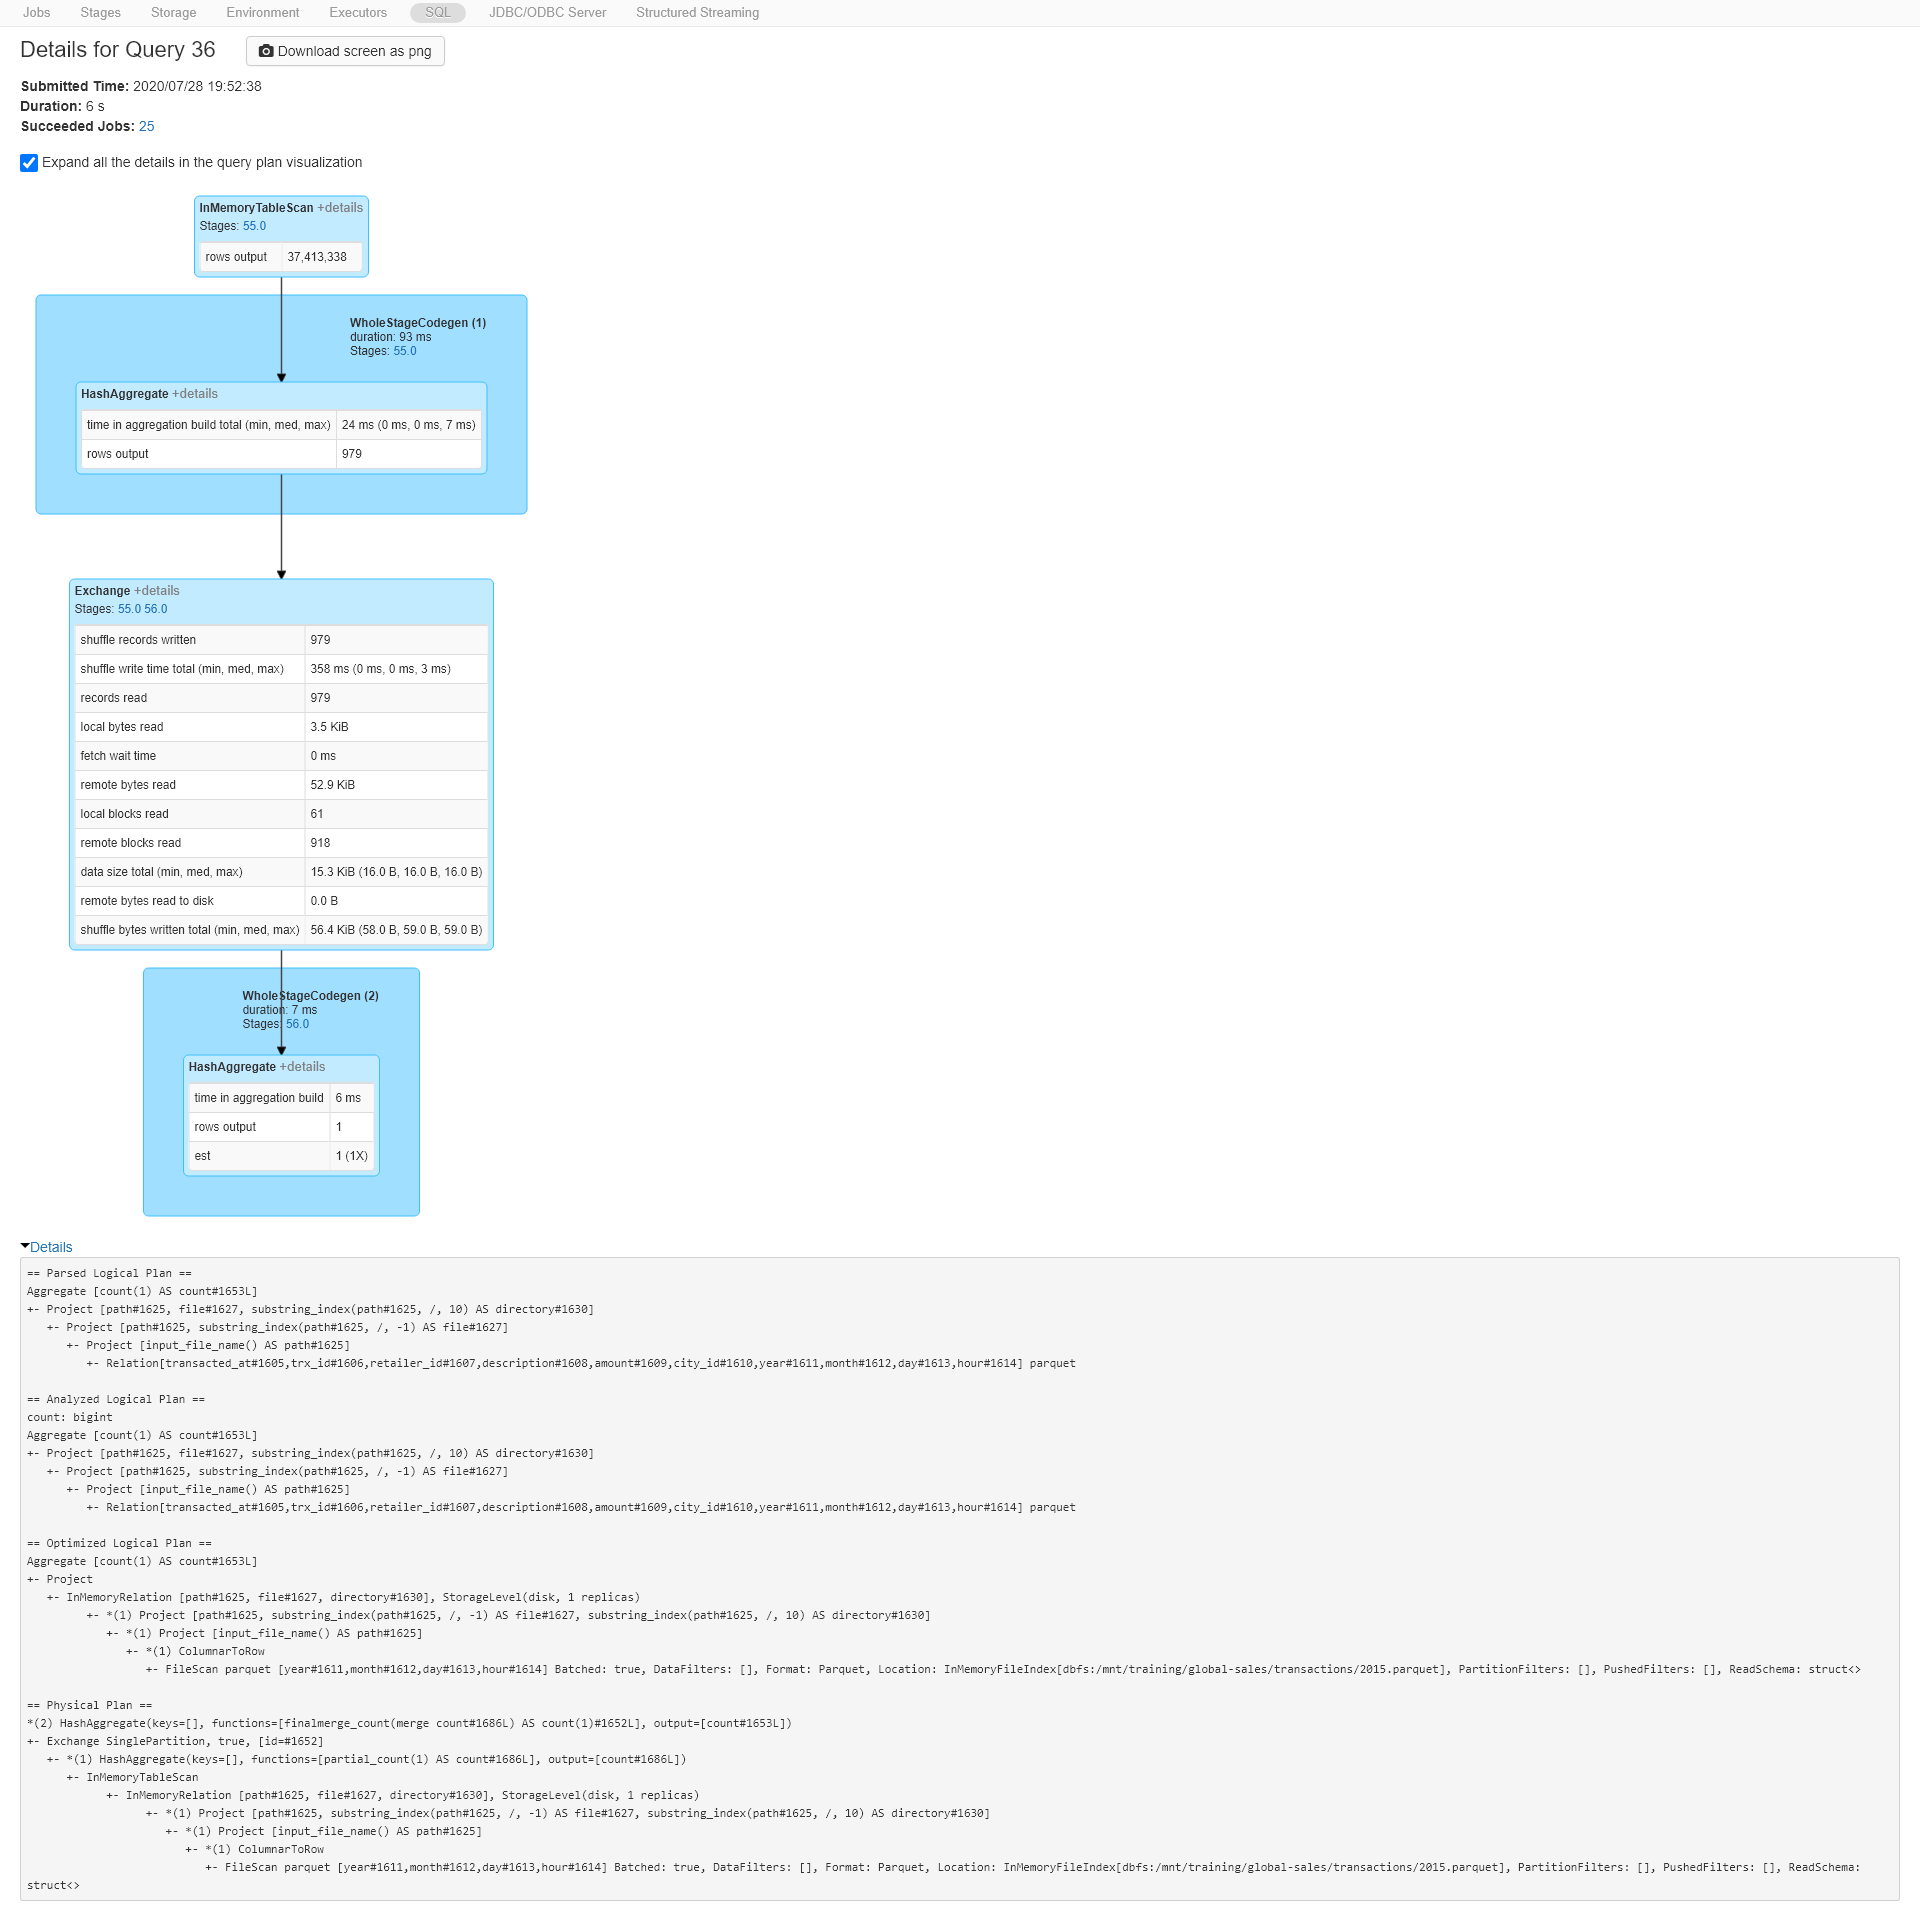 Jobs Stages Storage Environment Executors SQL JDBC/ODBC Server Structured Streaming
Details for Query 36 Download screen as png
Submitted Time: 2020/07/28 19:52:38
Duration: 6 s
Succeeded Jobs: 25
Expand all the details in the query plan visualization
InMemoryTableScan +details
Stages: 55.0
rows output 37,413,338
WholeStageCodegen (1)
duration: 93 ms
Stages: 55.0
HashAggregate +details
time in aggregation build total (min, med, max) 24 ms (0 ms, 0 ms, 7 ms)
rows output 979
Exchange +details
Stages: 55.0 56.0
shuffle records written 979
shuffle write time total (min, med, max) 358 ms (0 ms, 0 ms, 3 ms)
records read 979
local bytes read 3.5 KiB
fetch wait time 0 ms
remote bytes read 52.9 KiB
local blocks read 61
remote blocks read 918
data size total (min, med, max) 15.3 KiB (16.0 B, 16.0 B, 16.0 B)
remote bytes read to disk 0.0 B
shuffle bytes written total (min, med, max) 56.4 KiB (58.0 B, 59.0 B, 59.0 B)
WholeStageCodegen (2)
duration: 7 ms
Stages: 56.0
HashAggregate +details
time in aggregation build 6 ms
rows output 1
est 1 (1X)
Details
== Parsed Logical Plan ==
Aggregate [count(1) AS count#1653L]
+- Project [path#1625, file#1627, substring_index(path#1625, /, 10) AS directory#1630]
   +- Project [path#1625, substring_index(path#1625, /, -1) AS file#1627]
      +- Project [input_file_name() AS path#1625]
         +- Relation[transacted_at#1605,trx_id#1606,retailer_id#1607,description#1608,amount#1609,city_id#1610,year#1611,month#1612,day#1613,hour#1614] parquet

== Analyzed Logical Plan ==
count: bigint
Aggregate [count(1) AS count#1653L]
+- Project [path#1625, file#1627, substring_index(path#1625, /, 10) AS directory#1630]
   +- Project [path#1625, substring_index(path#1625, /, -1) AS file#1627]
      +- Project [input_file_name() AS path#1625]
         +- Relation[transacted_at#1605,trx_id#1606,retailer_id#1607,description#1608,amount#1609,city_id#1610,year#1611,month#1612,day#1613,hour#1614] parquet

== Optimized Logical Plan ==
Aggregate [count(1) AS count#1653L]
+- Project
   +- InMemoryRelation [path#1625, file#1627, directory#1630], StorageLevel(disk, 1 replicas)
         +- *(1) Project [path#1625, substring_index(path#1625, /, -1) AS file#1627, substring_index(path#1625, /, 10) AS directory#1630]
            +- *(1) Project [input_file_name() AS path#1625]
               +- *(1) ColumnarToRow
                  +- FileScan parquet [year#1611,month#1612,day#1613,hour#1614] Batched: true, DataFilters: [], Format: Parquet, Location: InMemoryFileIndex[dbfs:/mnt/training/global-sales/transactions/2015.parquet], PartitionFilters: [], PushedFilters: [], ReadSchema: struct<>

== Physical Plan ==
*(2) HashAggregate(keys=[], functions=[finalmerge_count(merge count#1686L) AS count(1)#1652L], output=[count#1653L])
+- Exchange SinglePartition, true, [id=#1652]
   +- *(1) HashAggregate(keys=[], functions=[partial_count(1) AS count#1686L], output=[count#1686L])
      +- InMemoryTableScan
            +- InMemoryRelation [path#1625, file#1627, directory#1630], StorageLevel(disk, 1 replicas)
                  +- *(1) Project [path#1625, substring_index(path#1625, /, -1) AS file#1627, substring_index(path#1625, /, 10) AS directory#1630]
                     +- *(1) Project [input_file_name() AS path#1625]
                        +- *(1) ColumnarToRow
                           +- FileScan parquet [year#1611,month#1612,day#1613,hour#1614] Batched: true, DataFilters: [], Format: Parquet, Location: InMemoryFileIndex[dbfs:/mnt/training/global-sales/transactions/2015.parquet], PartitionFilters: [], PushedFilters: [], ReadSchema:
struct<>